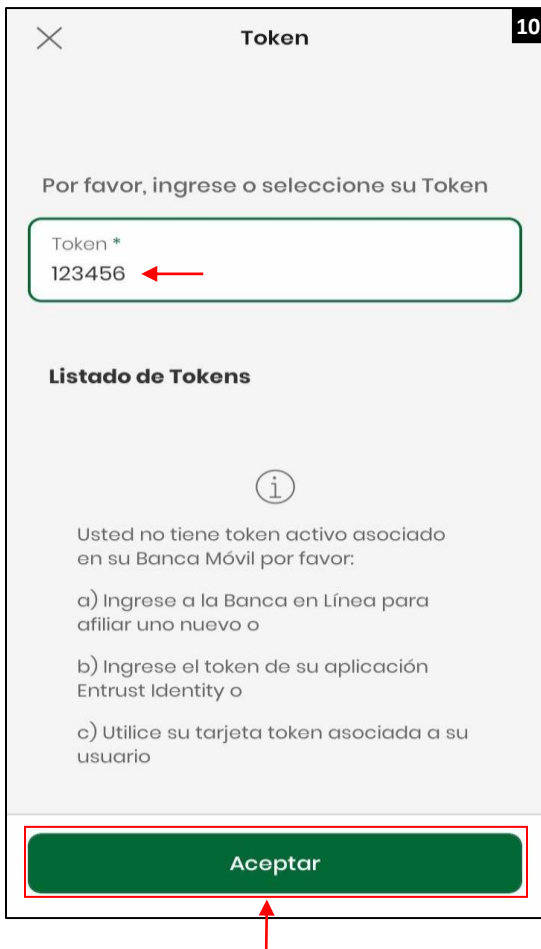 Token
10
Por favor, ingrese o seleccione su Token
Token *
123456
Listado de Tokens
i
Usted no tiene token activo asociado
en su Banca Móvil por favor:
a) Ingrese a la Banca en Línea para
afiliar uno nuevo o
b) Ingrese el token de su aplicación
Entrust Identity o
c) Utilice su tarjeta token asociada a su
usuario
Aceptar